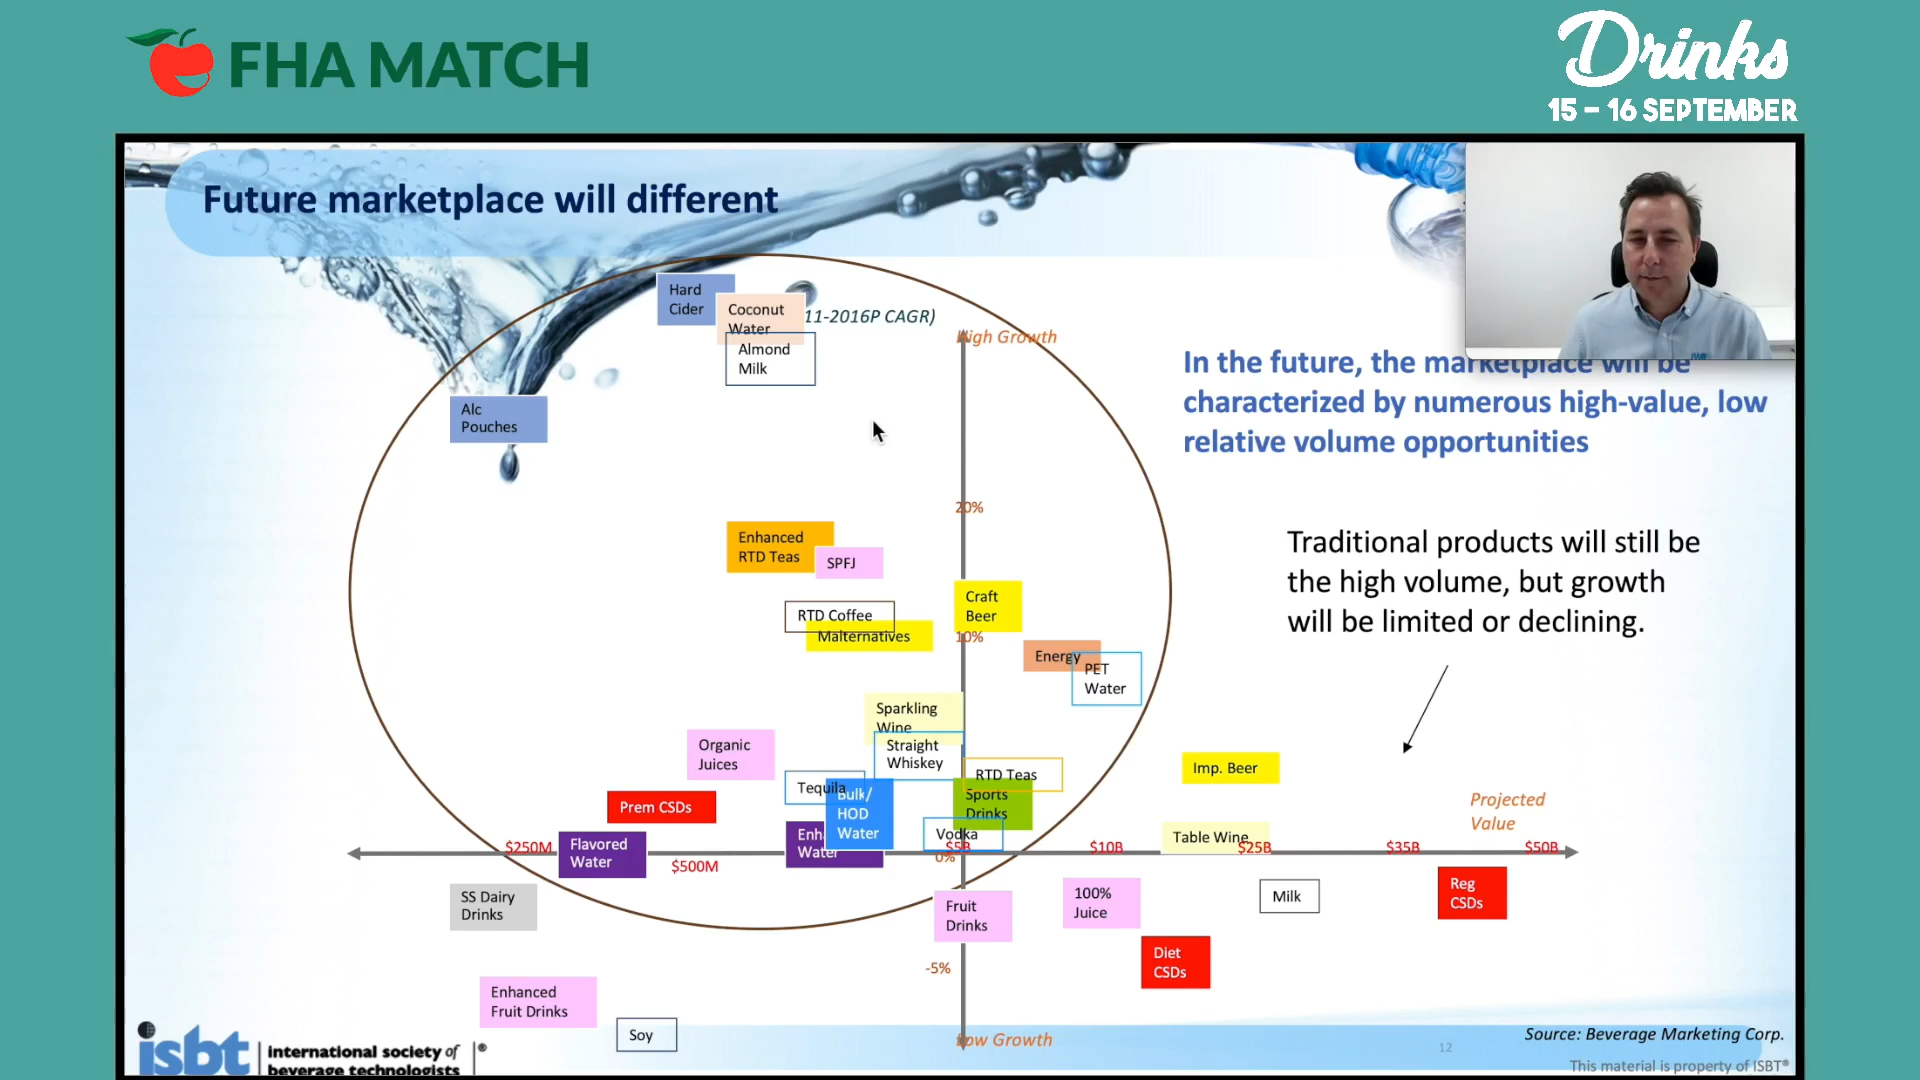 FHA MATCH
Drinks
15 – 16 SEPTEMBER
Future marketplace will different
Hard
Cider
Coconut
Water
11-2016P CAGR)
High Growth
Almond
Milk
In the future, the marketplace will be
characterized by numerous high-value, low
relative volume opportunities
Alc
Pouches
20%
Enhanced
RTD Teas
SPFJ
Traditional products will still be
the high volume, but growth
will be limited or declining.
Craft
Beer
RTD Coffee
Malternatives
10%
Energy
PET
Water
Sparkling
Wine
Organic
Juices
Straight
Whiskey
RTD Teas
Imp. Beer
Tequila
Bulk/
HOD
Water
Sports
Drinks
Prem CSDs
Projected
Value
Flavored
Water
Enh
Water
Vodka
Table Wine
$250M
$500M
$5B
0%
$10B
$25B
$35B
$50B
SS Dairy
Drinks
Fruit
Drinks
100%
Juice
Milk
Reg
CSDs
Diet
CSDs
-5%
Enhanced
Fruit Drinks
Soy
Low Growth
Source: Beverage Marketing Corp.
12
isbt
international society of
beverage technologists
®
This material is property of ISBT®